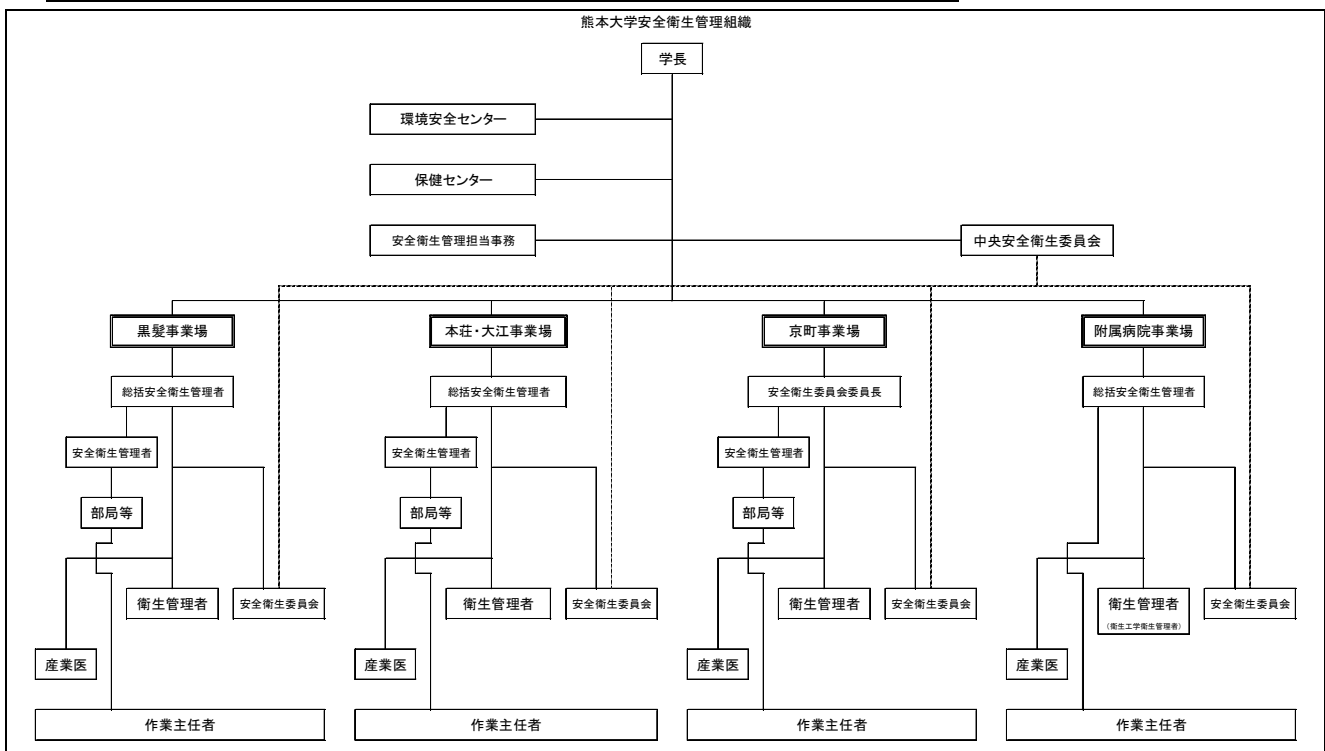 熊本大学安全衛生管理組織
学長
環境安全センター
保健センター
安全衛生管理担当事務
中央安全衛生委員会
黒髪事業場
本荘・大江事業場
京町事業場
附属病院事業場
総括安全衛生管理者
総括安全衛生管理者
安全衛生委員会委員長
総括安全衛生管理者
安全衛生管理者
安全衛生管理者
安全衛生管理者
部局等
部局等
部局等
衛生管理者
安全衛生委員会
衛生管理者
安全衛生委員会
衛生管理者
安全衛生委員会
衛生管理者
(衛生工学衛生管理者)
安全衛生委員会
産業医
産業医
産業医
産業医
作業主任者
作業主任者
作業主任者
作業主任者